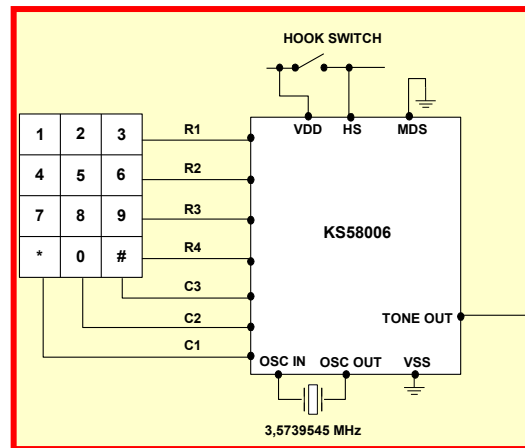 HOOK SWITCH
VDD HS MDS
1 2 3 R1
4 5 6 R2
7 8 9 R3
* 0 # R4
KS58006
C3
C2
C1
TONE OUT
OSC IN OSC OUT VSS
3,5739545 MHz